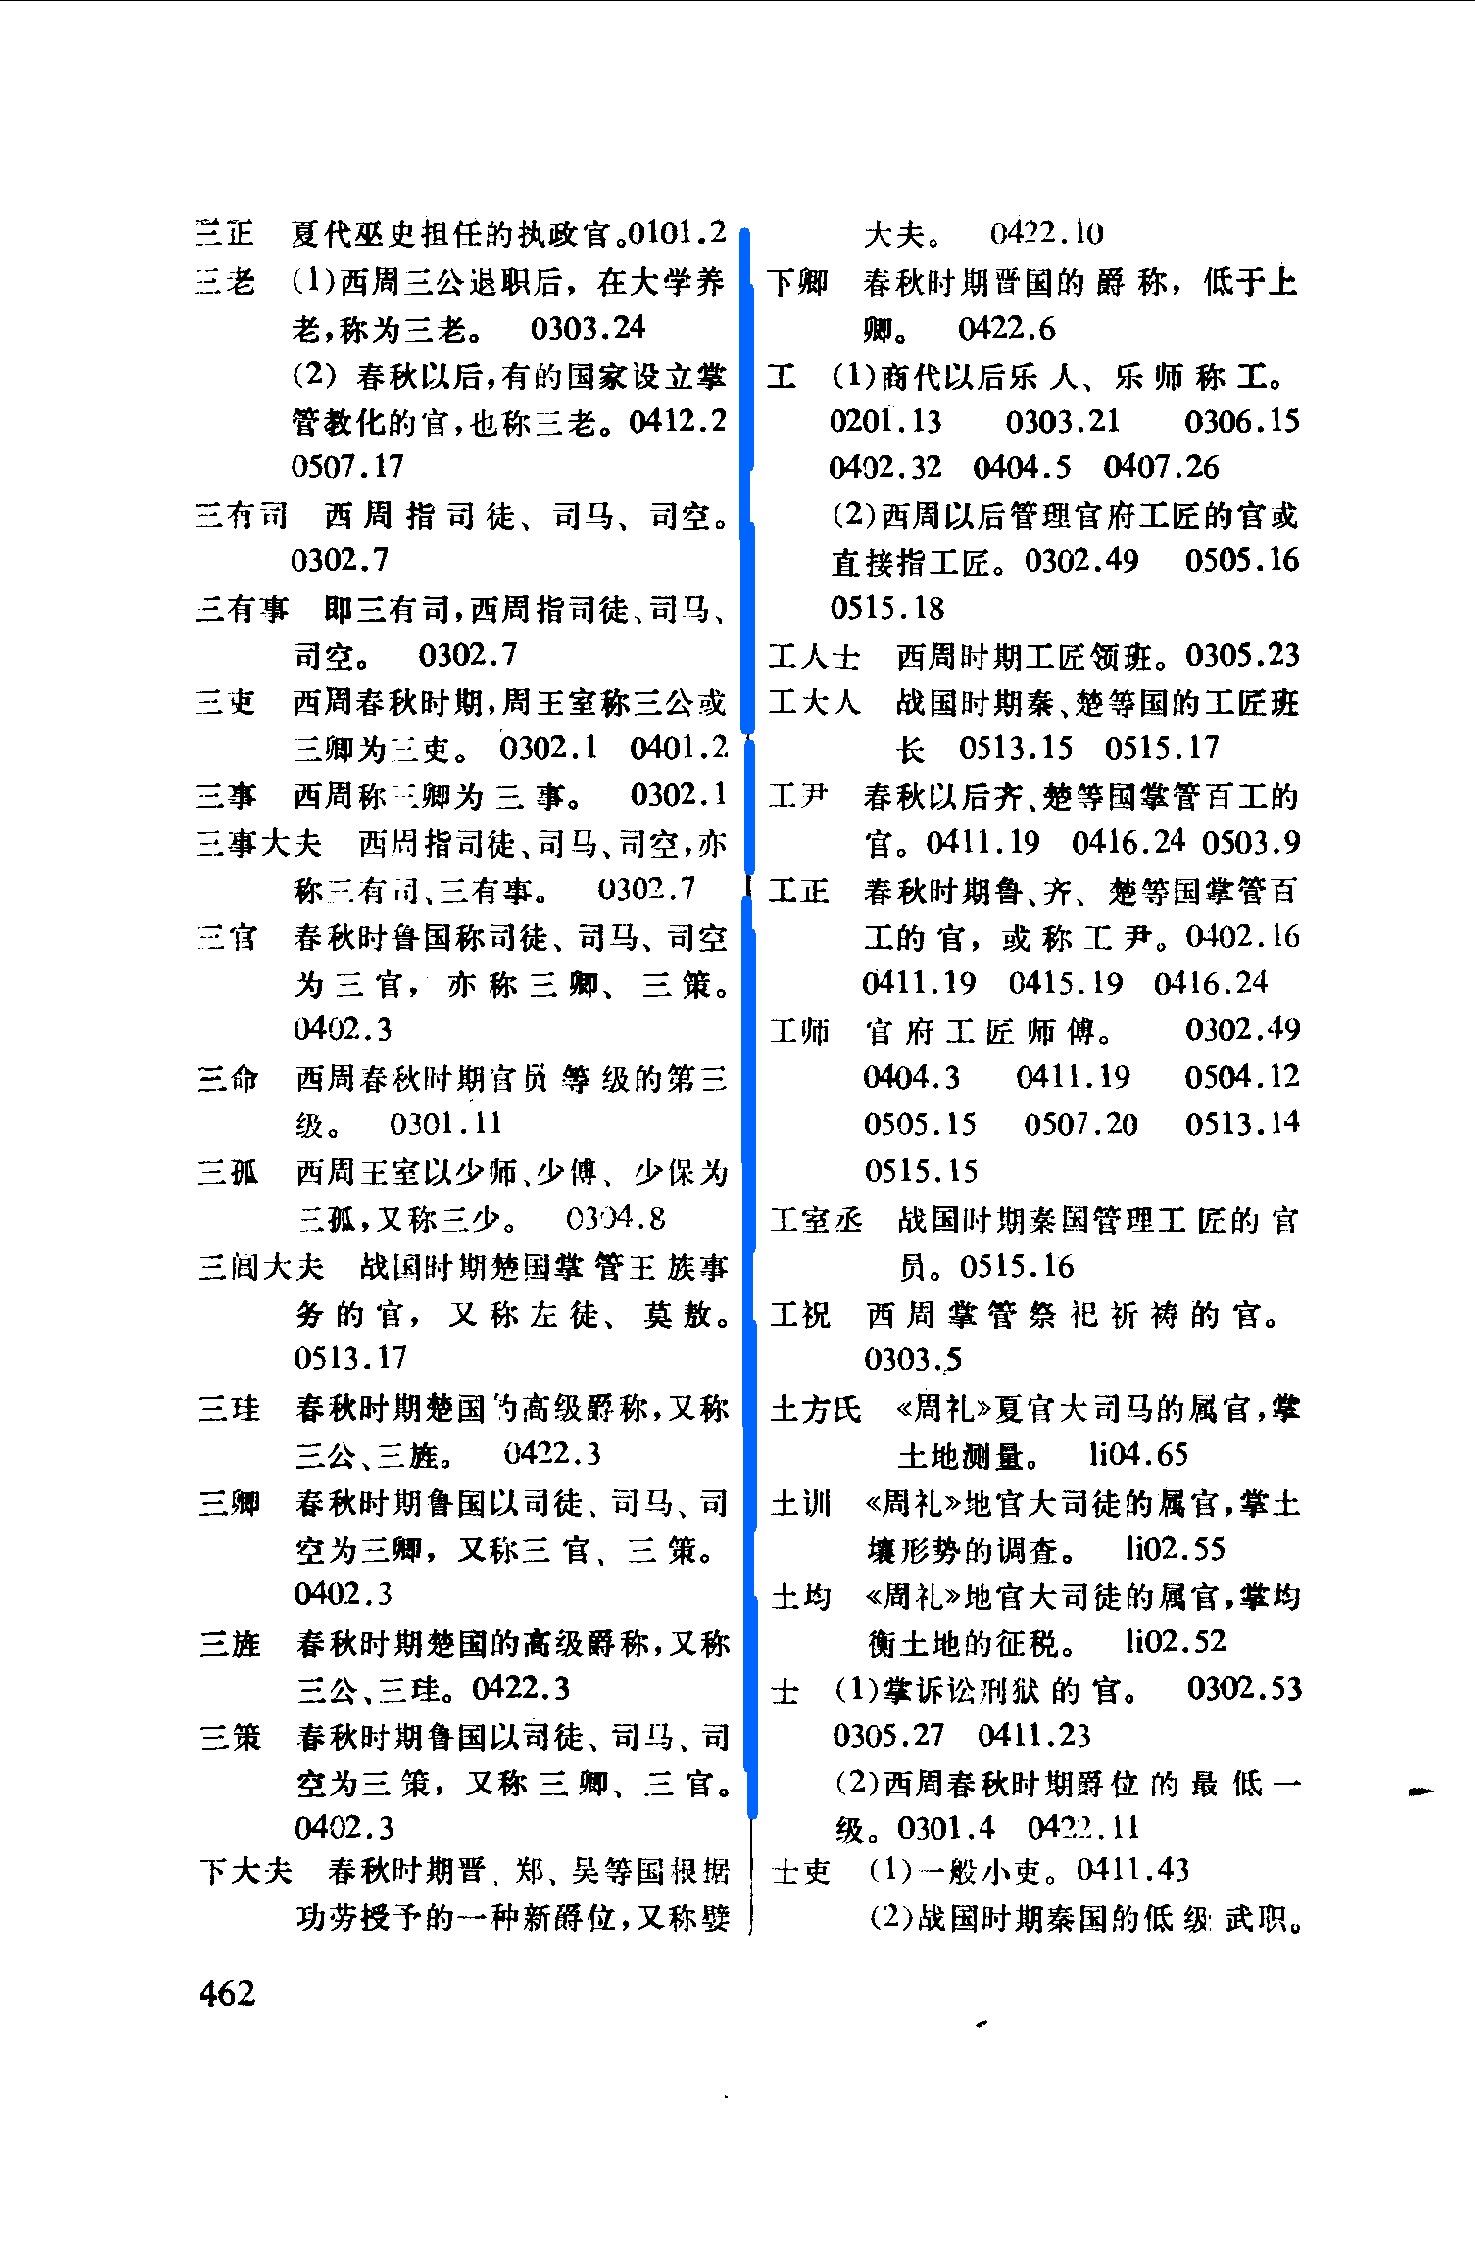 三正　夏代巫史担任的执政官。0101.2
三老　(1)西周三公退职后，在大学养
老，称为三老。　0303.24
(2) 春秋以后，有的国家设立掌
管教化的官，也称三老。0412.2
0507.17
三有司　西周指司徒、司马、司空。
0302.7
三有事　即三有司，西周指司徒、司马、
司空。　0302.7
三吏　西周春秋时期，周王室称三公或
三卿为三吏。 0302.1　0401.2
三事　西周称三卿为三事。　0302.1
三事大夫　西周指司徒、司马、司空，亦
称三有司、三有事。　0302.7
三官　春秋时鲁国称司徒、司马、司空
为三官，亦称三卿、三策。
0402.3
三命　西周春秋时期官员等级的第三
级。　0301.11
三孤　西周王室以少师、少傅、少保为
三孤，又称三少。　0304.8
三闾大夫　战国时期楚国掌管王族事
务的官，又称左徒、莫敖。
0513.17
三珪　春秋时期楚国的高级爵称，又称
三公、三旌。　0422.3
三卿　春秋时期鲁国以司徒、司马、司
空为三卿，又称三官、三策。
0402.3
三旌　春秋时期楚国的高级爵称，又称
三公、三珪。0422.3
三策　春秋时期鲁国以司徒、司马、司
空为三策，又称三卿、三官。
0402.3
下大夫　春秋时期晋、郑、吴等国根据
功劳授予的一种新爵位，又称嬖
大夫。　0422.10
下卿　春秋时期晋国的爵称，低于上
卿。　0422.6
工　(1)商代以后乐人、乐师称工。
0201.13　0303.21　0306.15
0402.32　0404.5　0407.26
(2)西周以后管理官府工匠的官或
直接指工匠。0302.49　0505.16
0515.18
工人士　西周时期工匠领班。0305.23
工大人　战国时期秦、楚等国的工匠班
长　0513.15　0515.17
工尹　春秋以后齐、楚等国掌管百工的
官。0411.19　0416.24 0503.9
工正　春秋时期鲁、齐、楚等国掌管百
工的官，或称工尹。0402.16
0411.19　0415.19　0416.24
工师　官府工匠师傅。　0302.49
0404.3　0411.19　0504.12
0505.15　0507.20　0513.14
0515.15
工室丞　战国时期秦国管理工匠的官
员。0515.16
工祝　西周掌管祭祀祈祷的官。
0303.5
土方氏　《周礼》夏官大司马的属官，掌
土地测量。　li04.65
土训　《周礼》地官大司徒的属官，掌土
壤形势的调查。　li02.55
土均　《周礼》地官大司徒的属官，掌均
衡土地的征税。　li02.52
士　(1)掌诉讼刑狱的官。　0302.53
0305.27　0411.23
(2)西周春秋时期爵位的最低一
级。0301.4　0422.11
士吏　(1)一般小吏。0411.43
(2)战国时期秦国的低级武职。
462